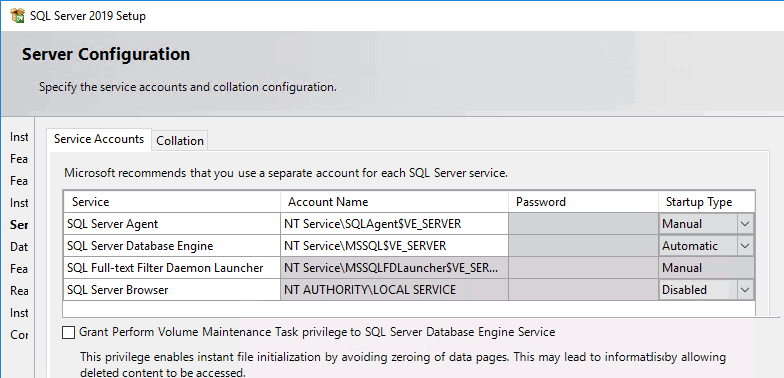 SQL Server 2019 Setup
Server Configuration
Specify the service accounts and collation configuration.
Inst
Fea
Fea
Inst
Ser
Dat
Fea
Rea
Inst
Cor
Service Accounts Collation
Microsoft recommends that you use a separate account for each SQL Server service.
Service Account Name Password Startup Type
SQL Server Agent NT Service\SQLAgent$VE_SERVER Manual
SQL Server Database Engine NT Service\MSSQL$VE_SERVER Automatic
SQL Full-text Filter Daemon Launcher NT Service\MSSQLFDLauncher$VE_SER... Manual
SQL Server Browser NT AUTHORITY\LOCAL SERVICE Disabled
Grant Perform Volume Maintenance Task privilege to SQL Server Database Engine Service
This privilege enables instant file initialization by avoiding zeroing of data pages. This may lead to by allowing
deleted content to be accessed.